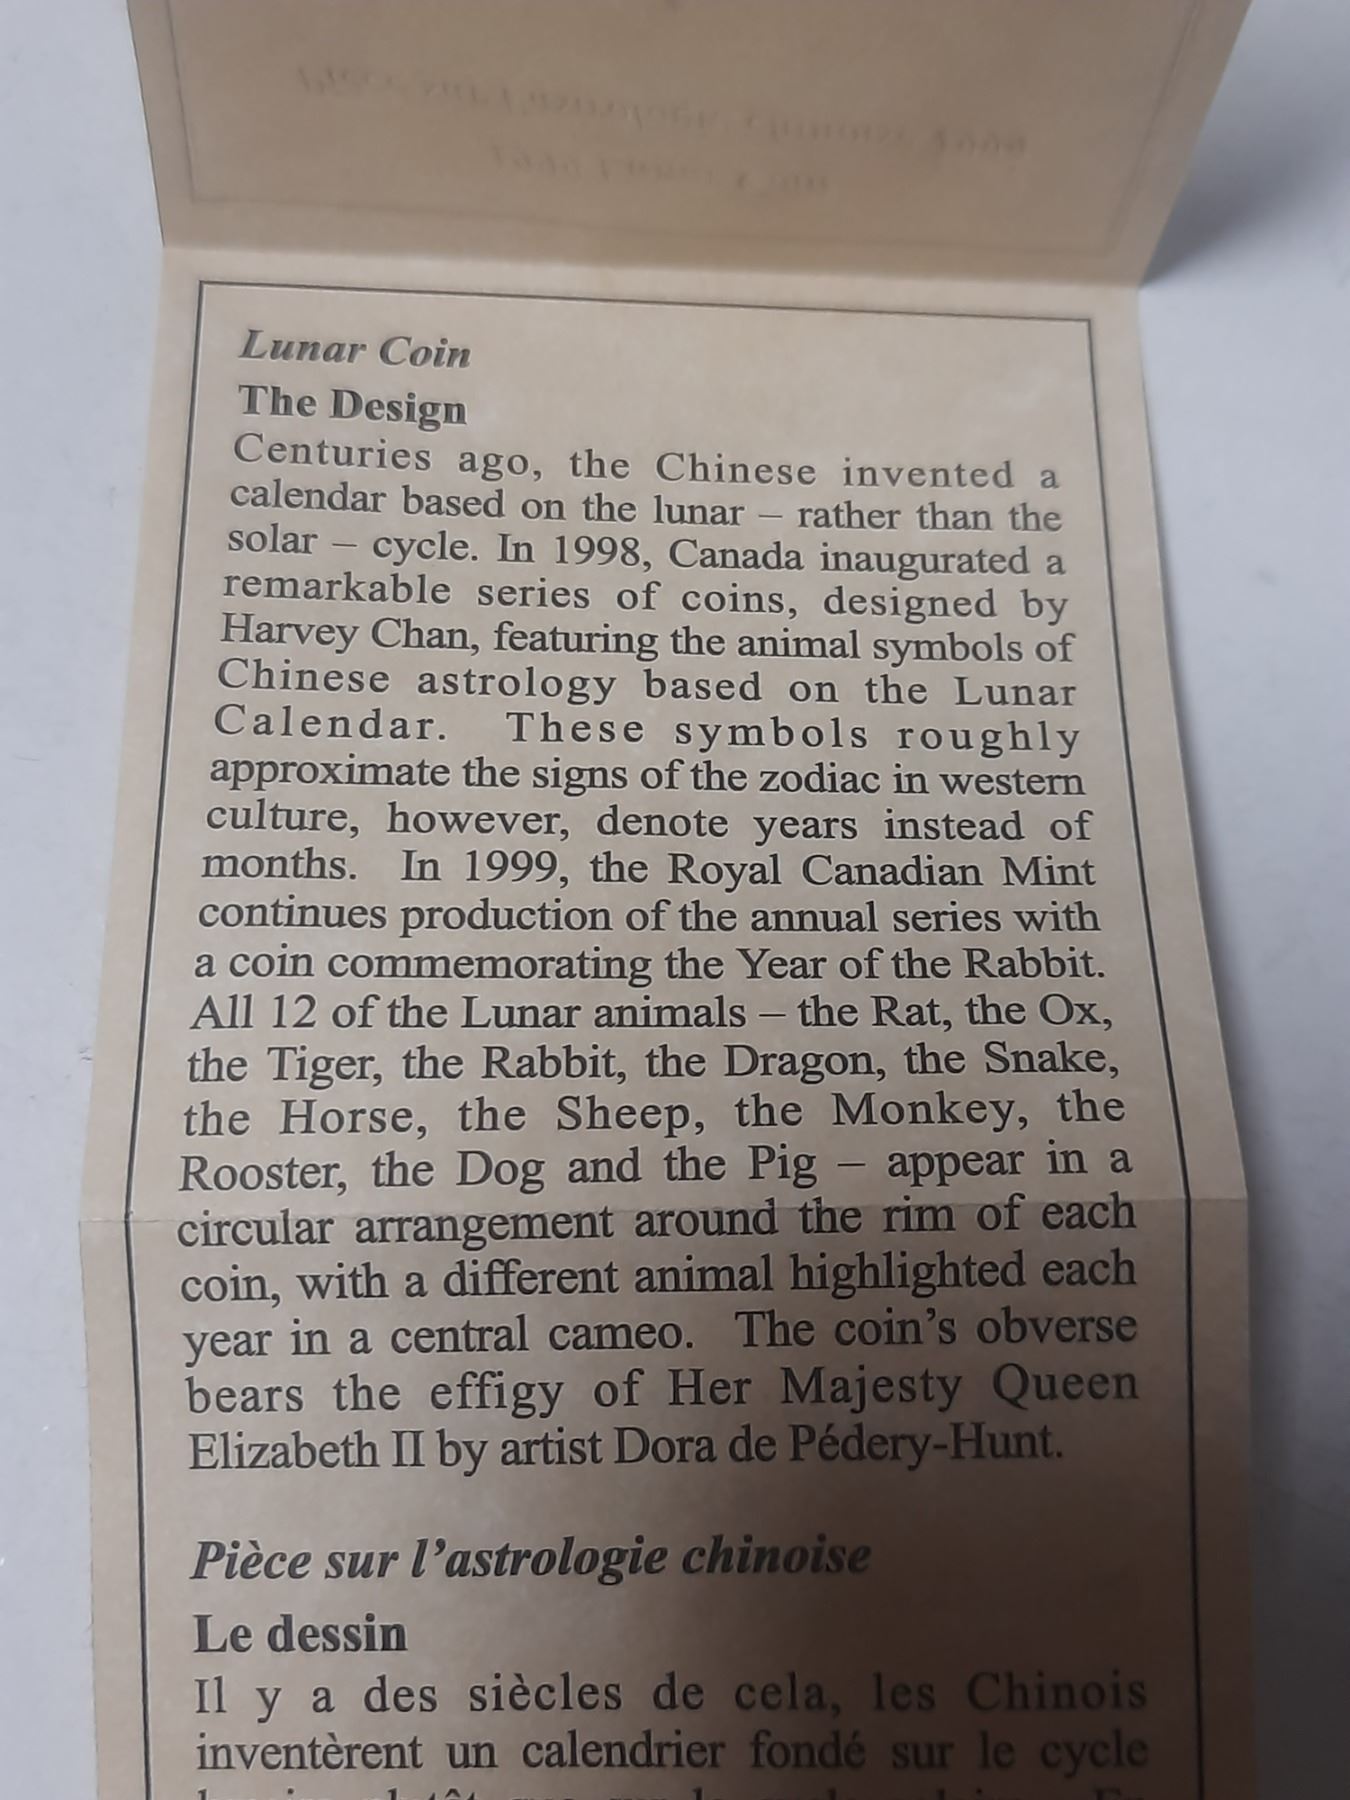 Lunar Coin
The Design
Centuries ago, the Chinese invented a
calendar based on the lunar – rather than the
solar – cycle. In 1998, Canada inaugurated a
remarkable series of coins, designed by
Harvey Chan, featuring the animal symbols of
Chinese astrology based on the Lunar
Calendar. These symbols roughly
approximate the signs of the zodiac in western
culture, however, denote years instead of
months. In 1999, the Royal Canadian Mint
continues production of the annual series with
a coin commemorating the Year of the Rabbit.
All 12 of the Lunar animals – the Rat, the Ox,
the Tiger, the Rabbit, the Dragon, the Snake,
the Horse, the Sheep, the Monkey, the
Rooster, the Dog and the Pig – appear in a
circular arrangement around the rim of each
coin, with a different animal highlighted each
year in a central cameo. The coin's obverse
bears the effigy of Her Majesty Queen
Elizabeth II by artist Dora de Pédery-Hunt.
Pièce sur l'astrologie chinoise
Le dessin
Il y a des siècles de cela, les Chinois
inventèrent un calendrier fondé sur le cycle